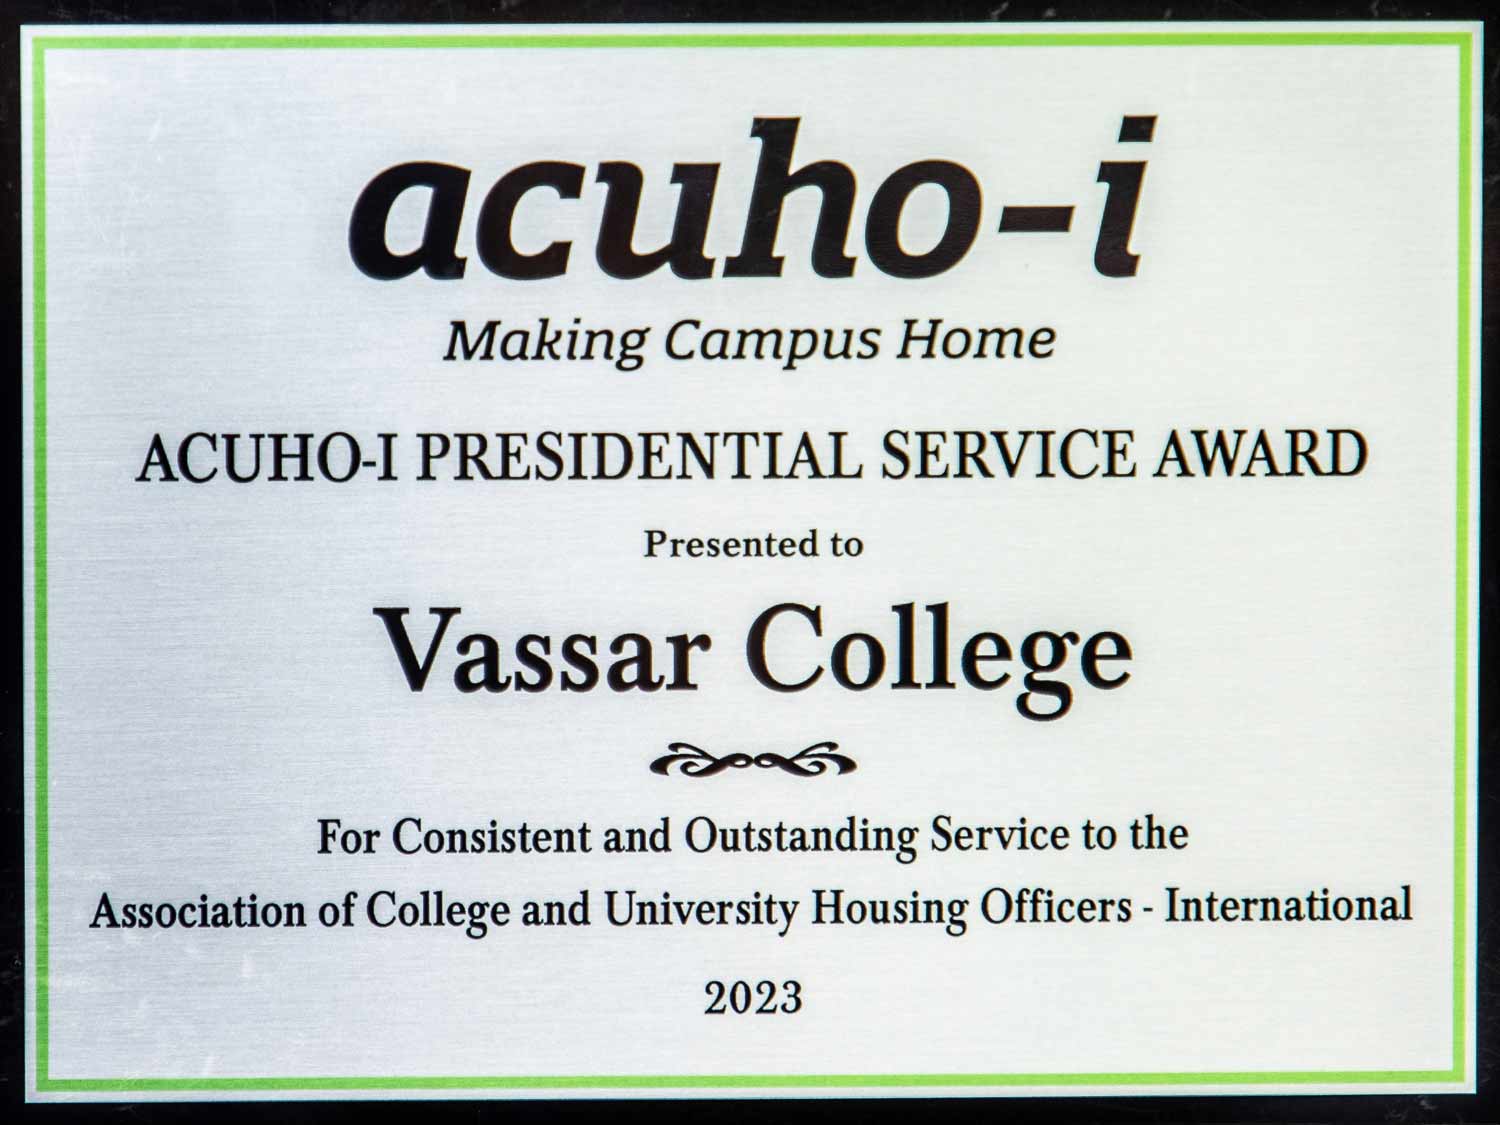 acuho-i
Making Campus Home
ACUHO-I PRESIDENTIAL SERVICE AWARD
Presented to
Vassar College
For Consistent and Outstanding Service to the
Association of College and University Housing Officers - International
2023